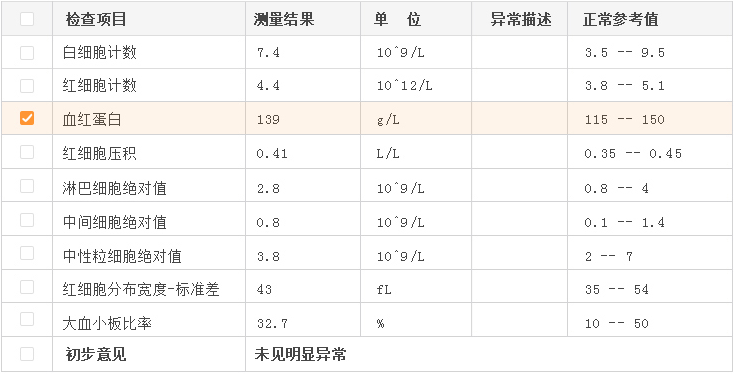 检查项目 测量结果 单 位 异常描述 正常参考值
白细胞计数 7.4 10^9/L 3.5 -- 9.5
红细胞计数 4.4 10^12/L 3.8 -- 5.1
血红蛋白 139 g/L 115 -- 150
红细胞压积 0.41 L/L 0.35 -- 0.45
淋巴细胞绝对值 2.8 10^9/L 0.8 -- 4
中间细胞绝对值 0.8 10^9/L 0.1 -- 1.4
中性粒细胞绝对值 3.8 10^9/L 2 -- 7
红细胞分布宽度-标准差 43 fL 35 -- 54
大血小板比率 32.7 % 10 -- 50
初步意见 未见明显异常